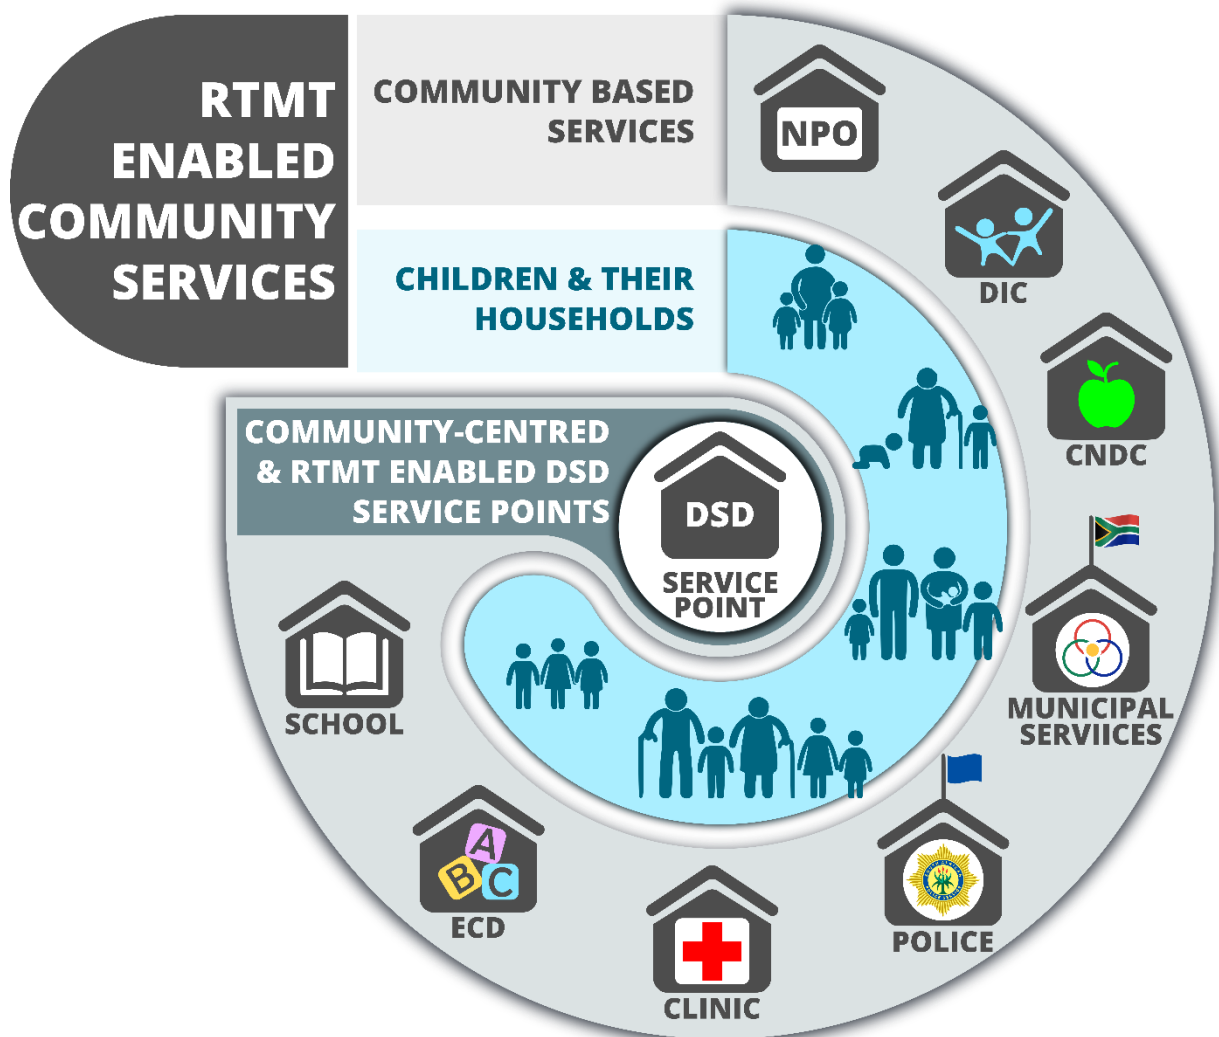 RTMT
ENABLED
COMMUNITY
SERVICES
COMMUNITY BASED
SERVICES
CHILDREN & THEIR
HOUSEHOLDS
COMMUNITY-CENTRED
& RTMT ENABLED DSD
SERVICE POINTS
DSD
SERVICE
POINT
NPO
DIC
CNDC
MUNICIPAL
SERVIICES
POLICE
CLINIC
A
B
C
ECD
SCHOOL